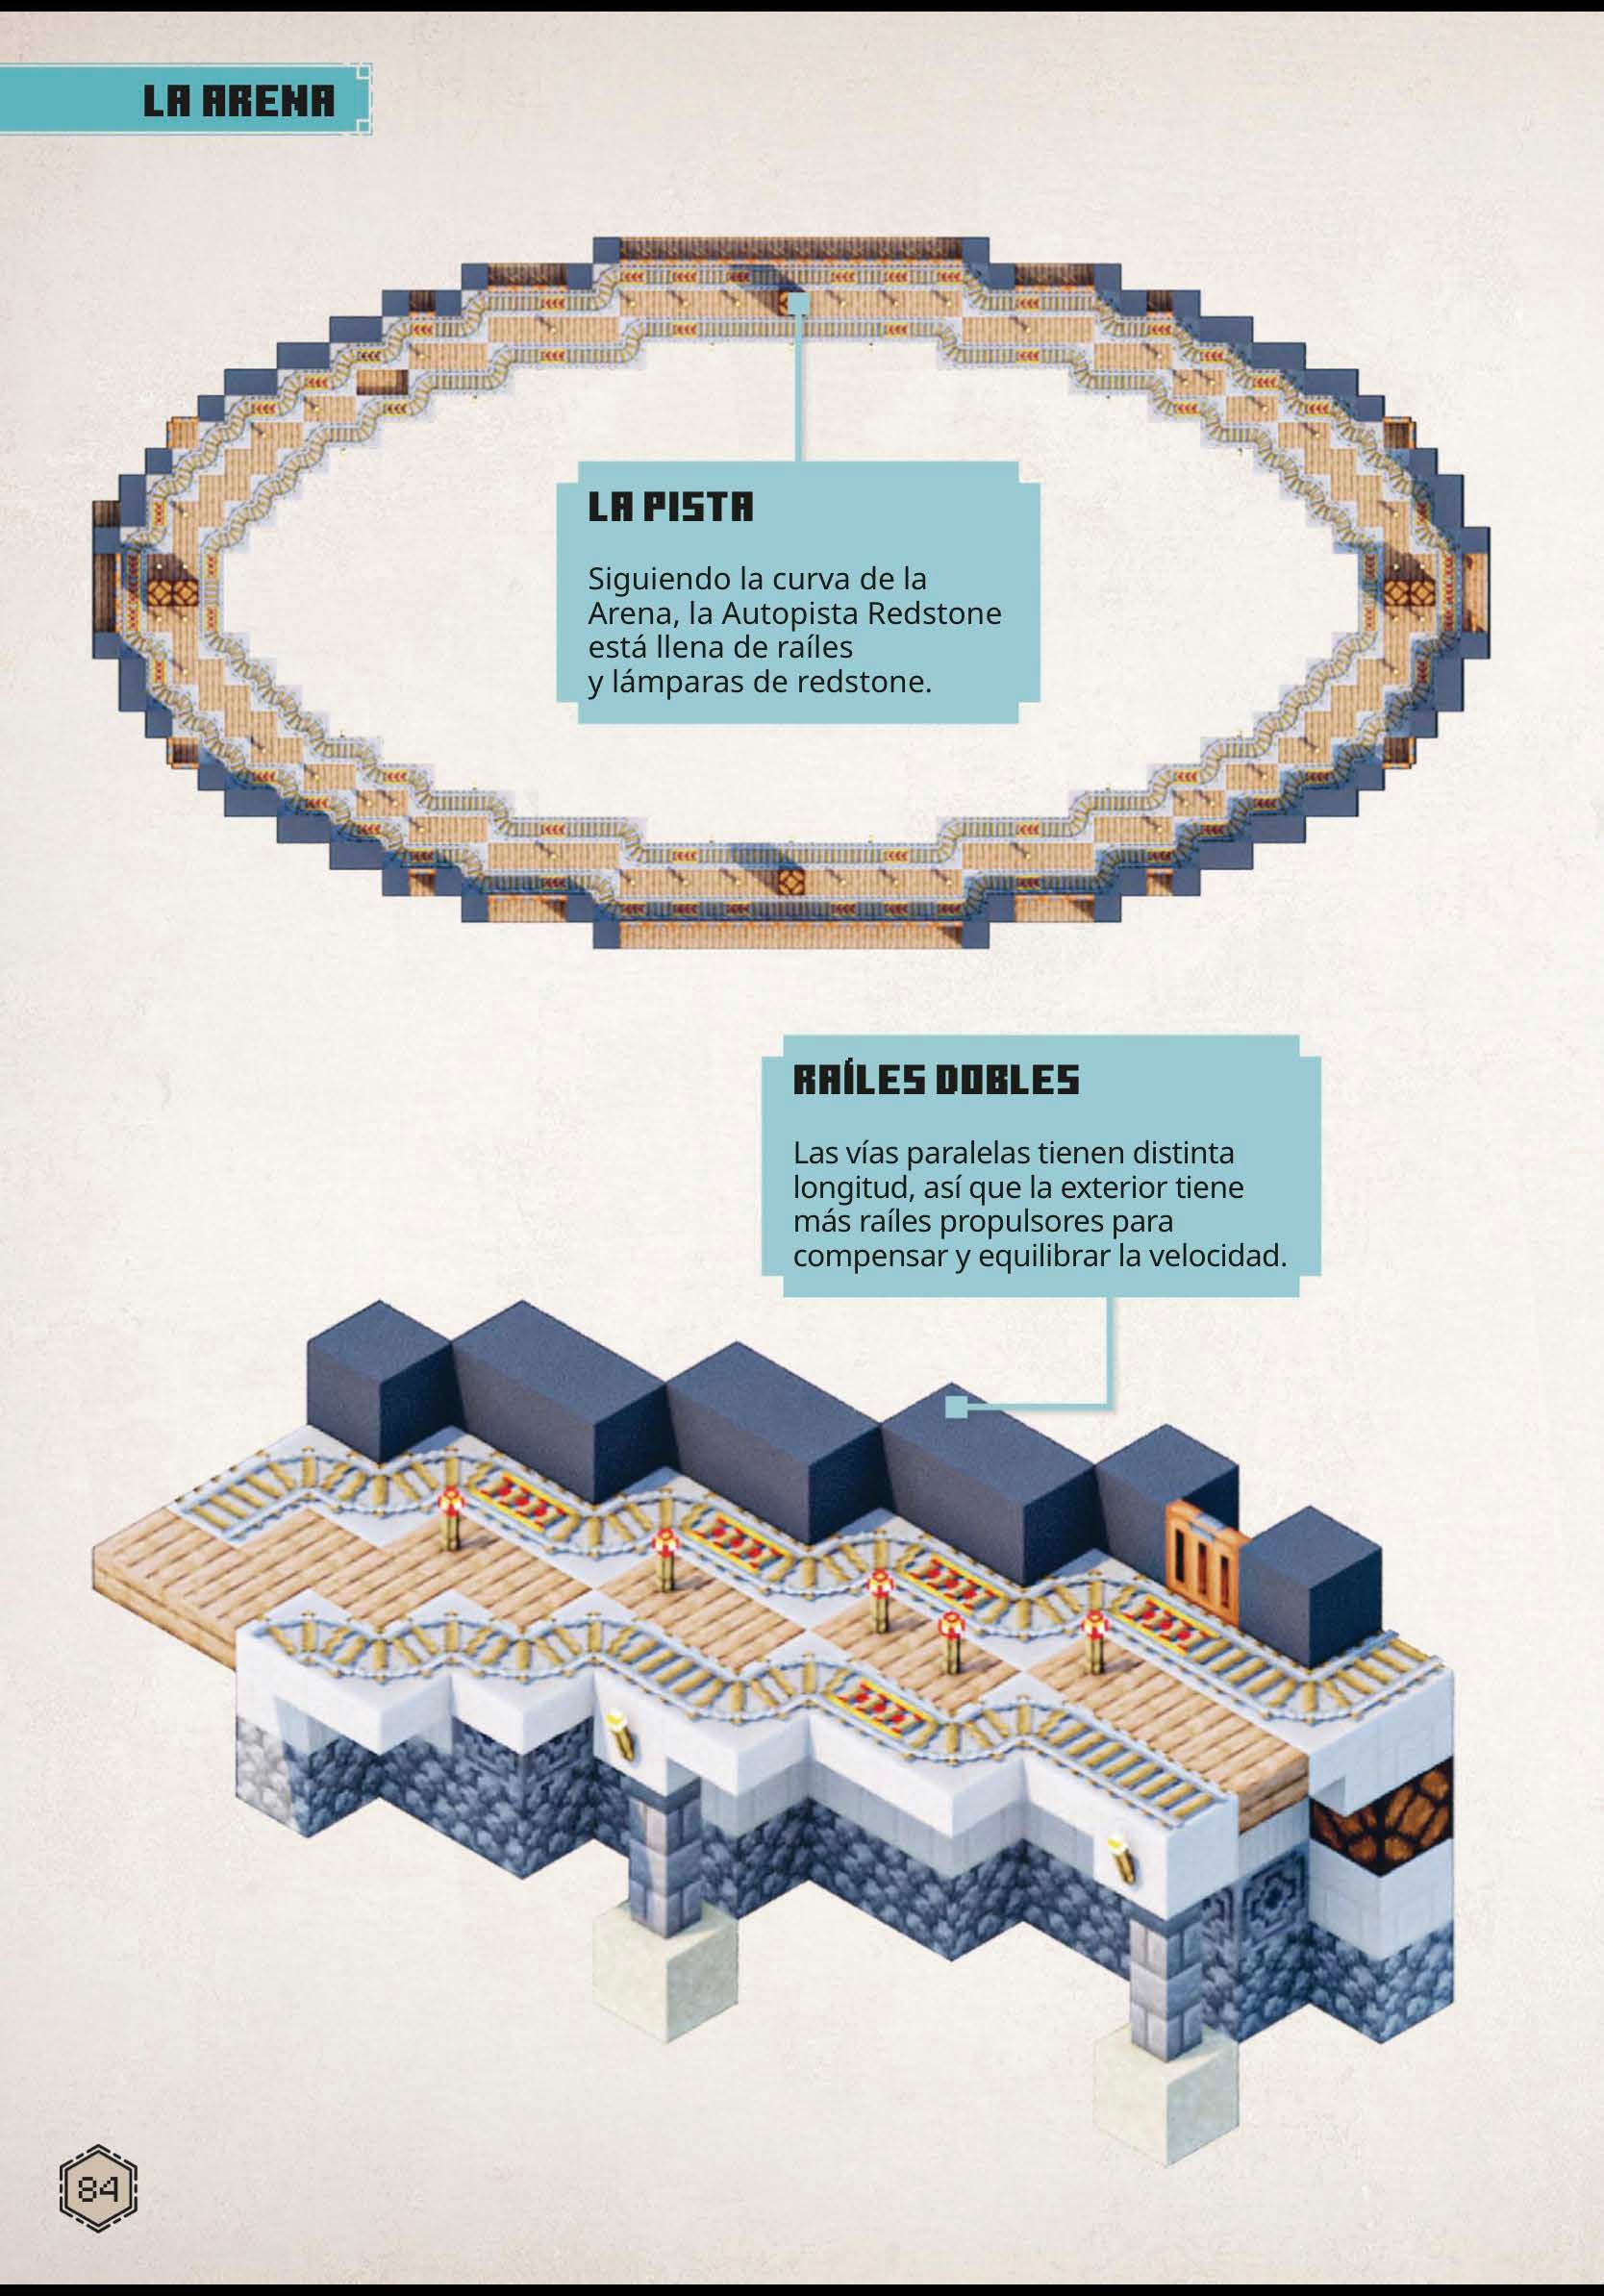 LA ARENA
LA PISTA
Siguiendo la curva de la
Arena, la Autopista Redstone
está llena de raíles
y lámparas de redstone.
RAÍLES DOBLES
Las vías paralelas tienen distinta
longitud, así que la exterior tiene
más raíles propulsores para
compensar y equilibrar la velocidad.
84